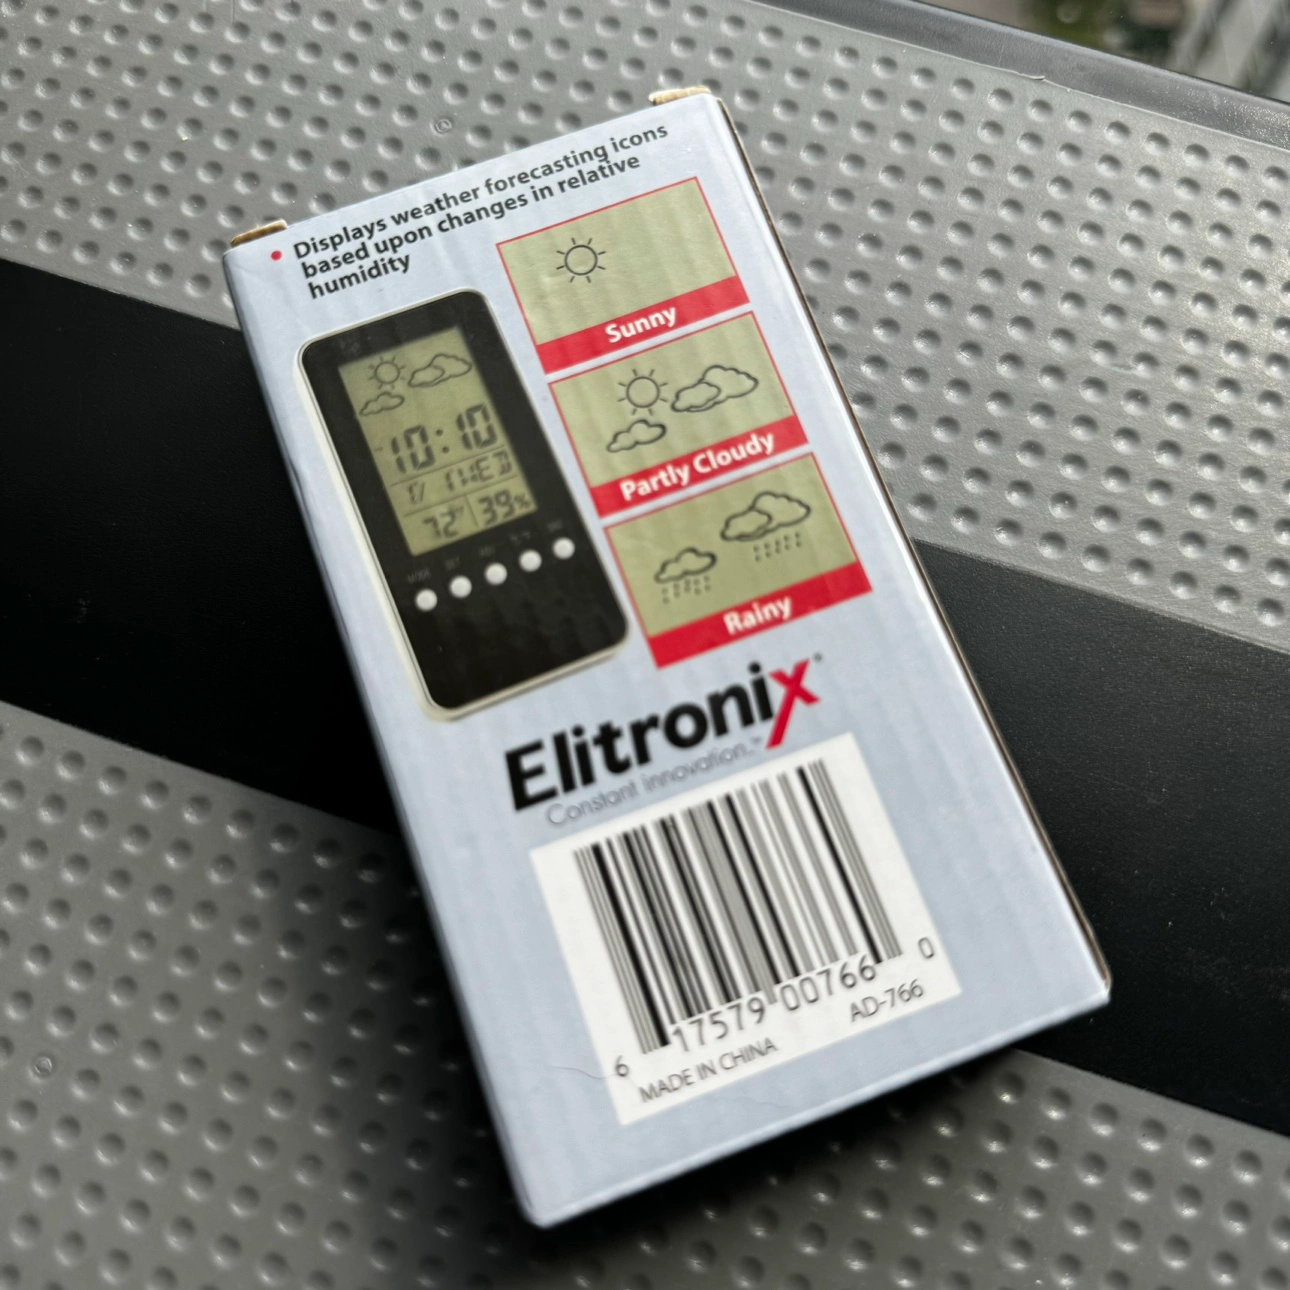 Displays weather forecasting icons
based upon changes in relative
humidity
Sunny
10:10
72°
39%
Partly Cloudy
Rainy
Elitronix
Constant innovation.™
6 17579 00766 0
MADE IN CHINA AD-766